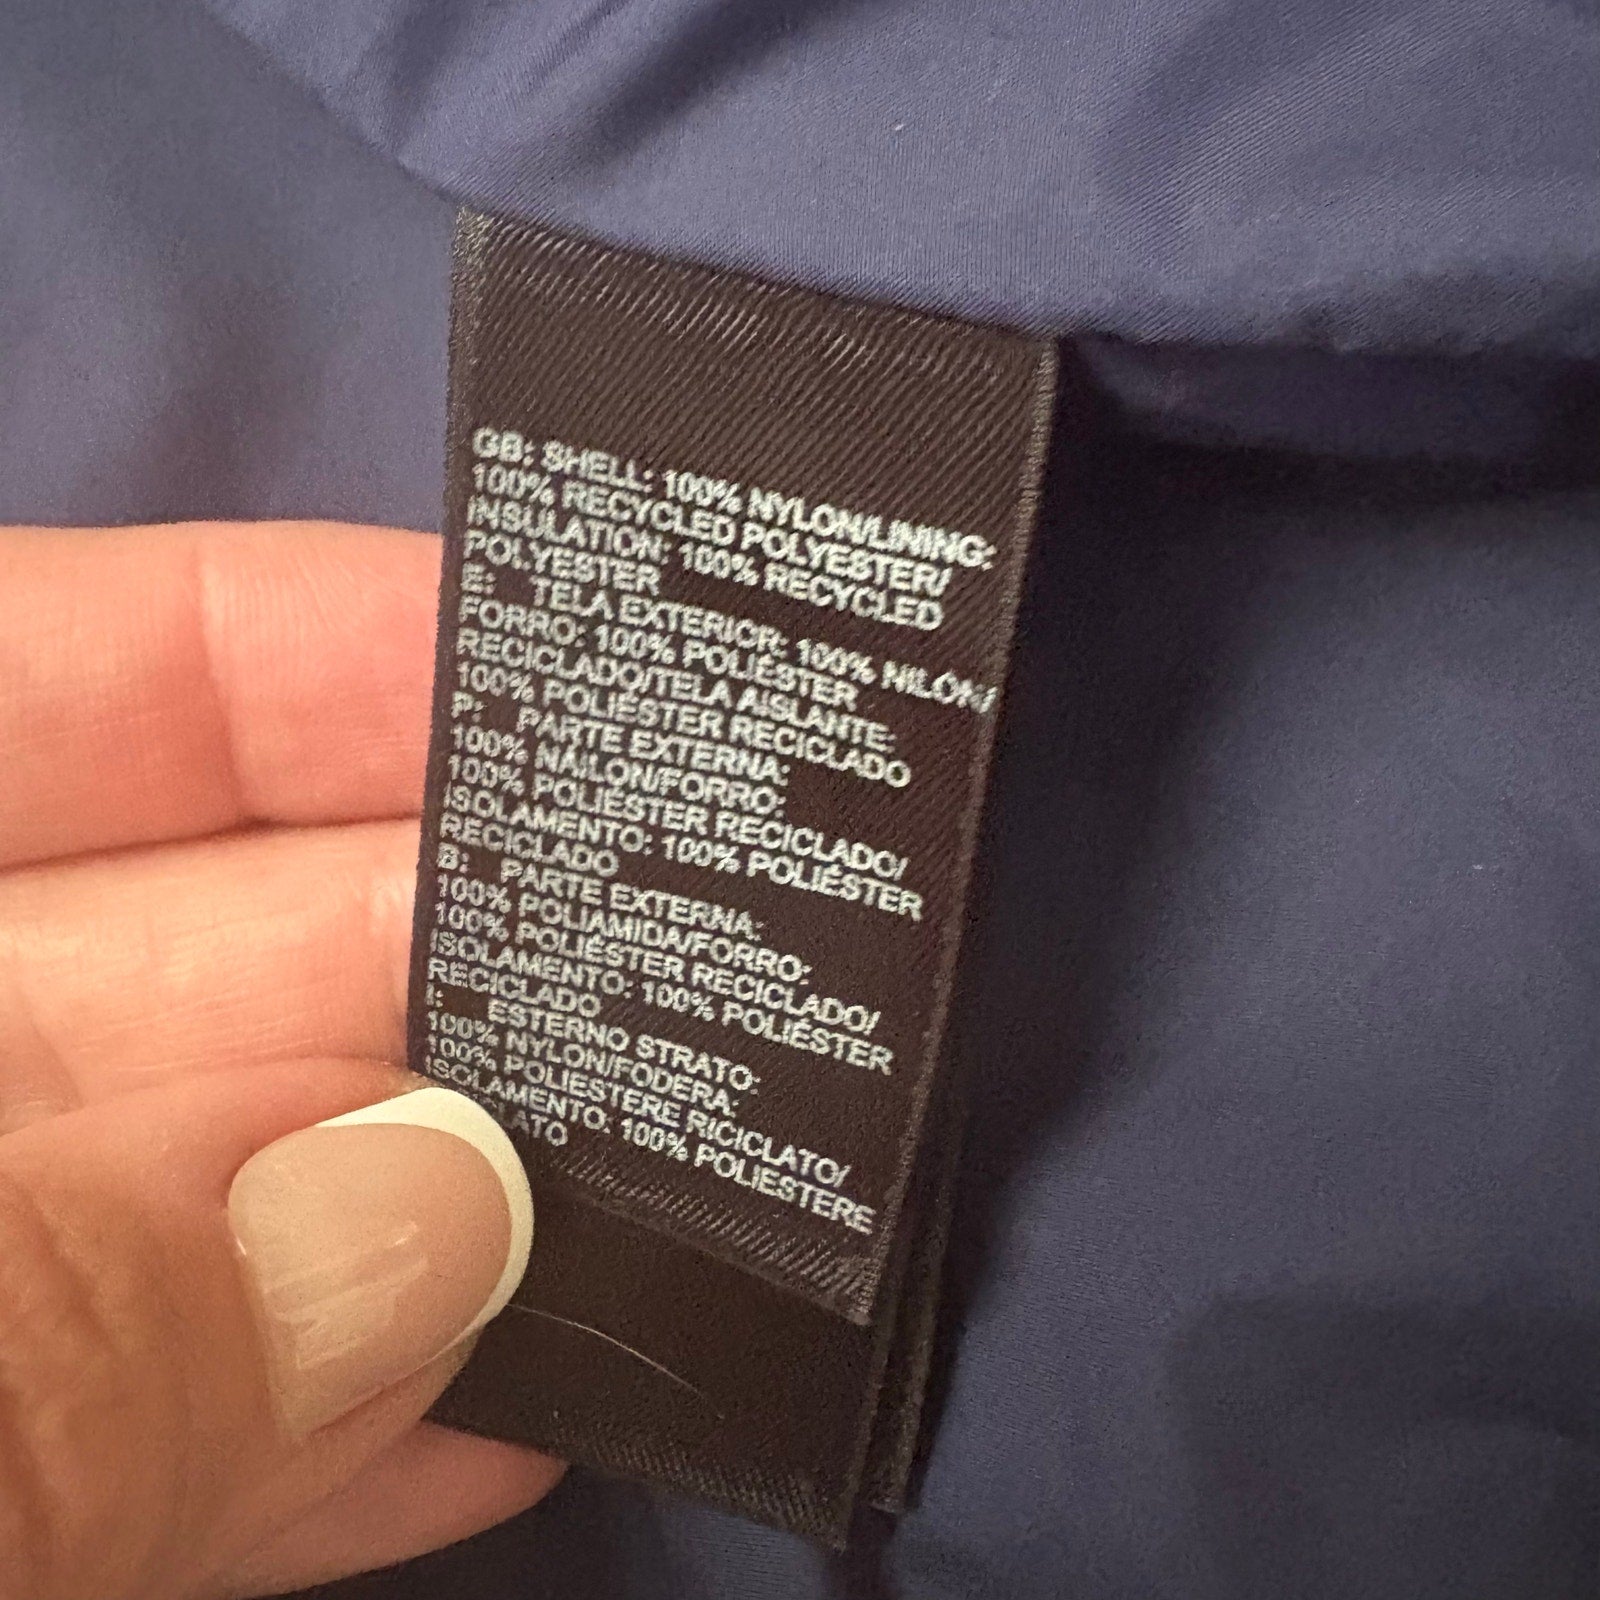 GB: SHELL: 100% NYLON/LINING:
100% RECYCLED POLYESTER/
INSULATION: 100% RECYCLED
POLYESTER
E: TELA EXTERIOR: 100% NILÓN/
FORRO: 100% POLIÉSTER
RECICLADO/TELA AISLANTE:
100% POLIÉSTER RECICLADO
P: PARTE EXTERNA:
100% NÁILON/FORRO:
100% POLIÉSTER RECICLADO/
ISOLAMENTO: 100% POLIÉSTER
RECICLADO
B: PARTE EXTERNA:
100% POLIAMIDA/FORRO:
100% POLIÉSTER RECICLADO/
ISOLAMENTO: 100% POLIÉSTER
RECICLADO
I: ESTERNO STRATO:
100% NYLON/FODERA:
100% POLIESTERE RICICLATO/
ISOLAMENTO: 100% POLIESTERE